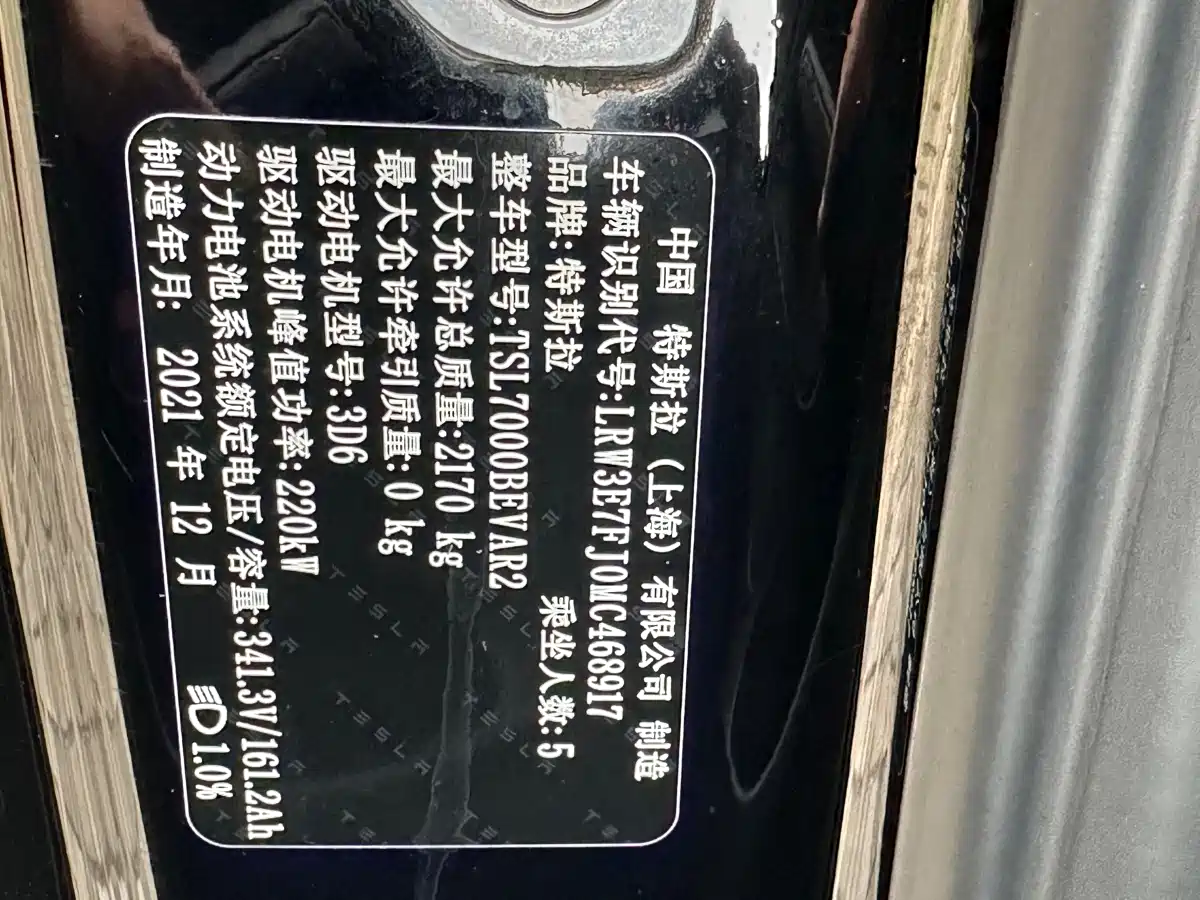 中国 特斯拉（上海）有限公司 制造
车辆识别代号:LRW3E7FJ0MC468917
品牌:特斯拉 乘坐人数:5
整车型号:TSL7000BEVAR2
最大允许总质量:2170 kg
最大允许牵引质量:0 kg
驱动电机型号:3D6
驱动电机峰值功率:220kW
动力电池系统额定电压/容量:341.3V/161.2Ah
制造年月: 2021 年 12 月 1.0%